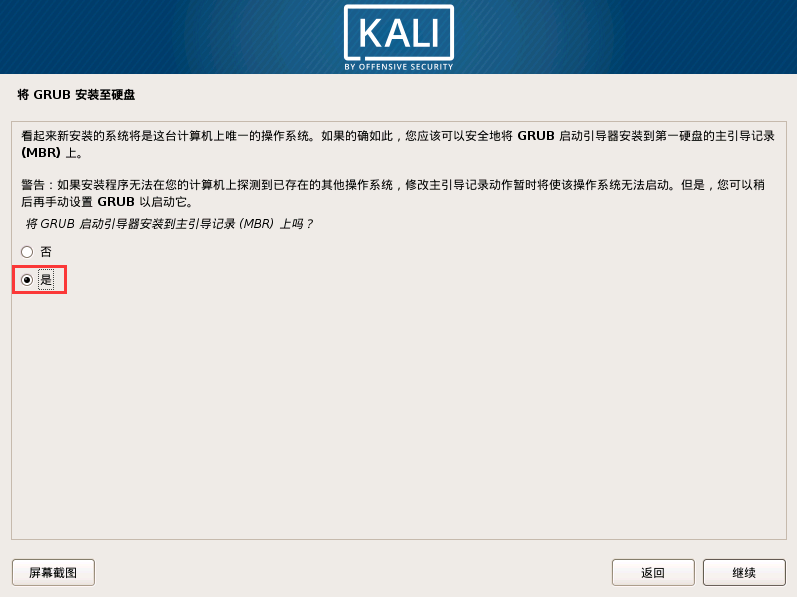 KALI
BY OFFENSIVE SECURITY
将 GRUB 安装至硬盘
看起来新安装的系统将是这台计算机上唯一的操作系统。如果的确如此，您应该可以安全地将 GRUB 启动引导器安装到第一硬盘的主引导记录
(MBR) 上。
警告：如果安装程序无法在您的计算机上探测到已存在的其他操作系统，修改主引导记录动作暂时将使该操作系统无法启动。但是，您可以稍
后再手动设置 GRUB 以启动它。
将 GRUB 启动引导器安装到主引导记录 (MBR) 上吗？
否
是
屏幕截图
返回
继续